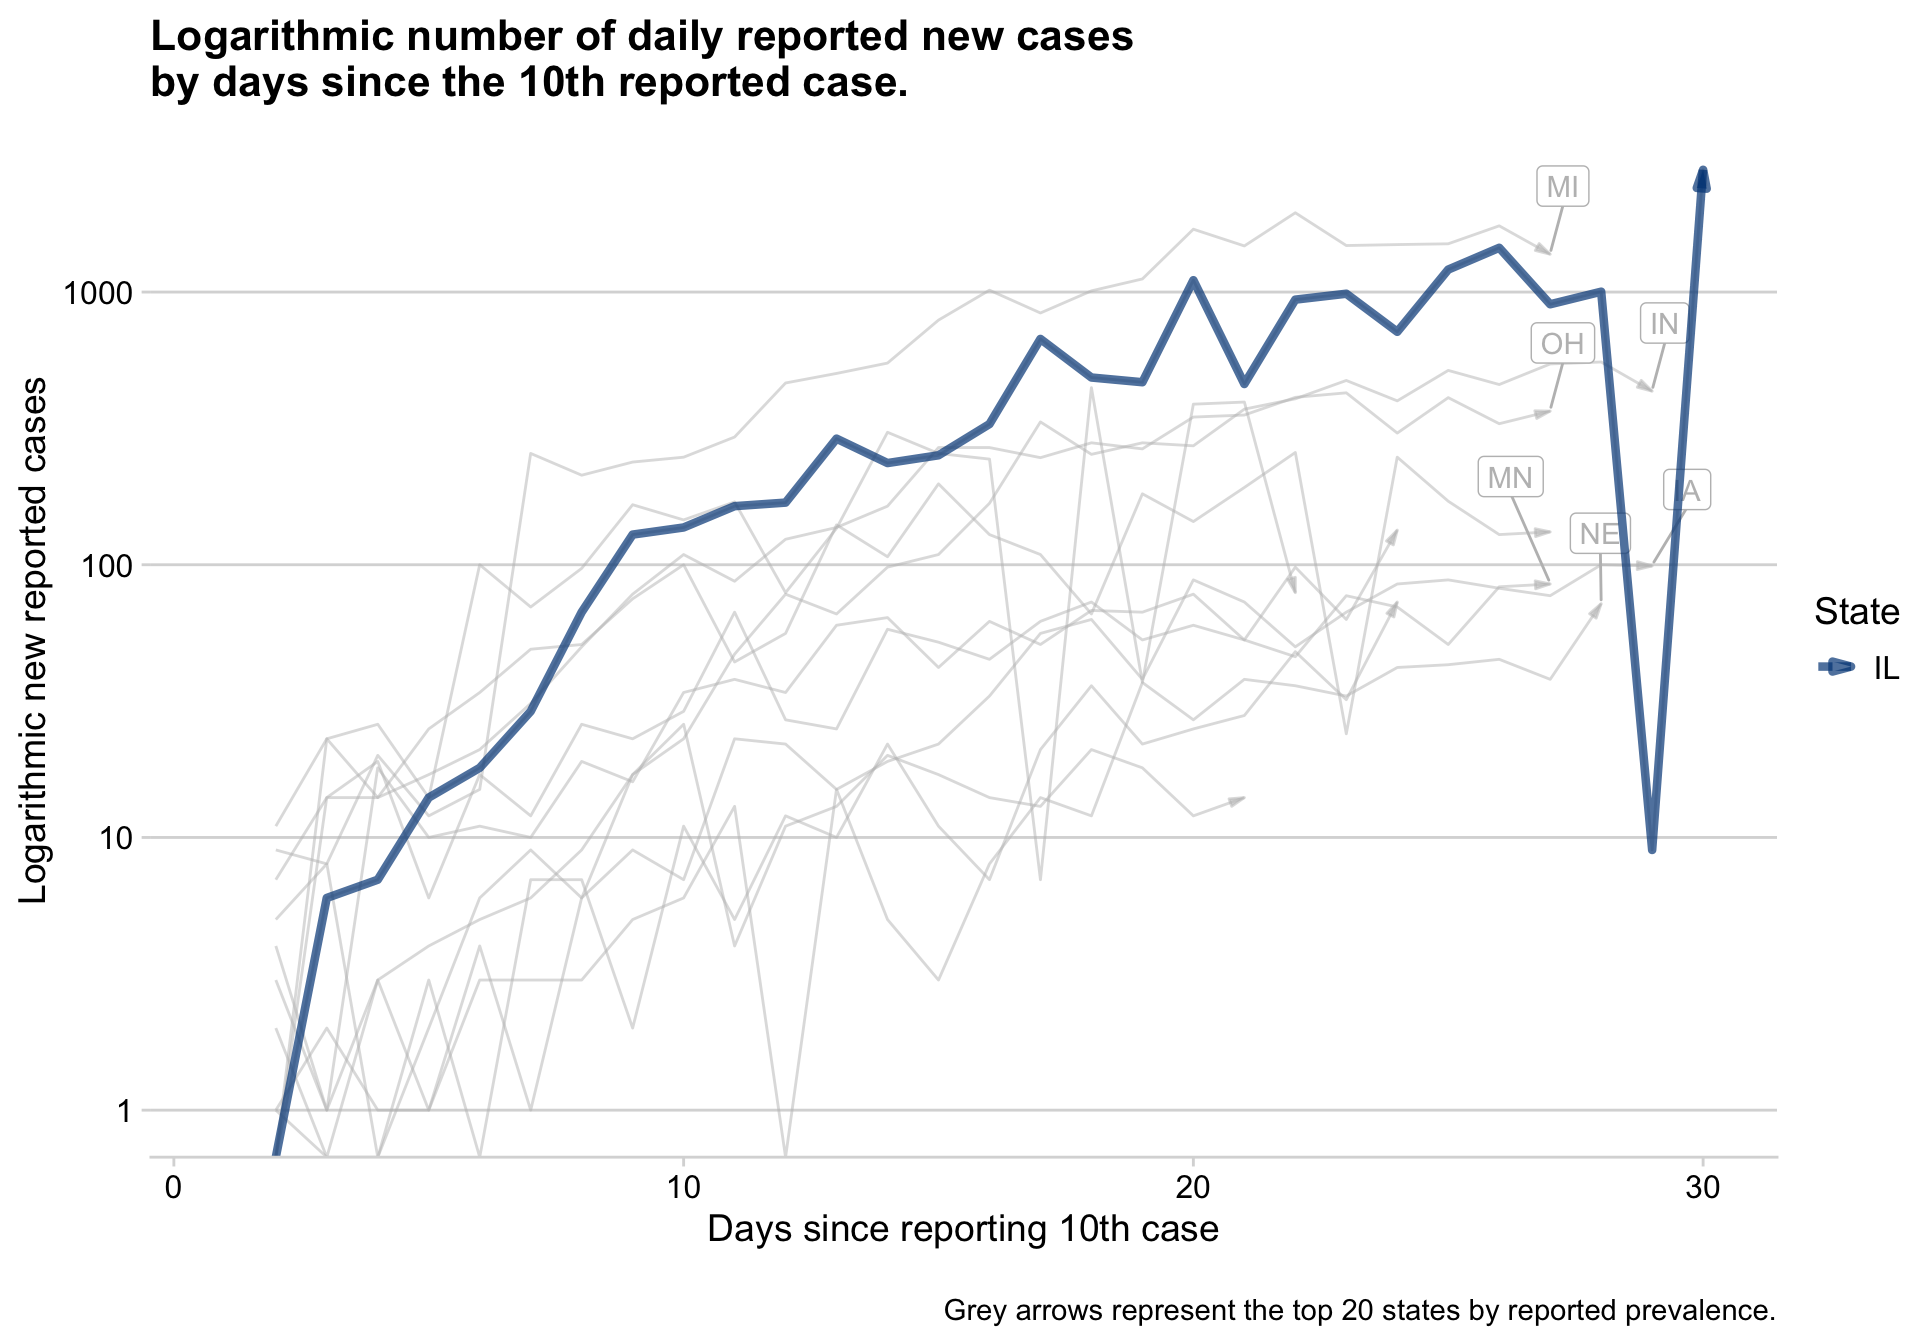 Logarithmic number of daily reported new cases
by days since the 10th reported case.
Logarithmic new reported cases
1000
100
10
1
MI
IN
OH
MN
IA
NE
State
IL
0
10
20
30
Days since reporting 10th case
Grey arrows represent the top 20 states by reported prevalence.